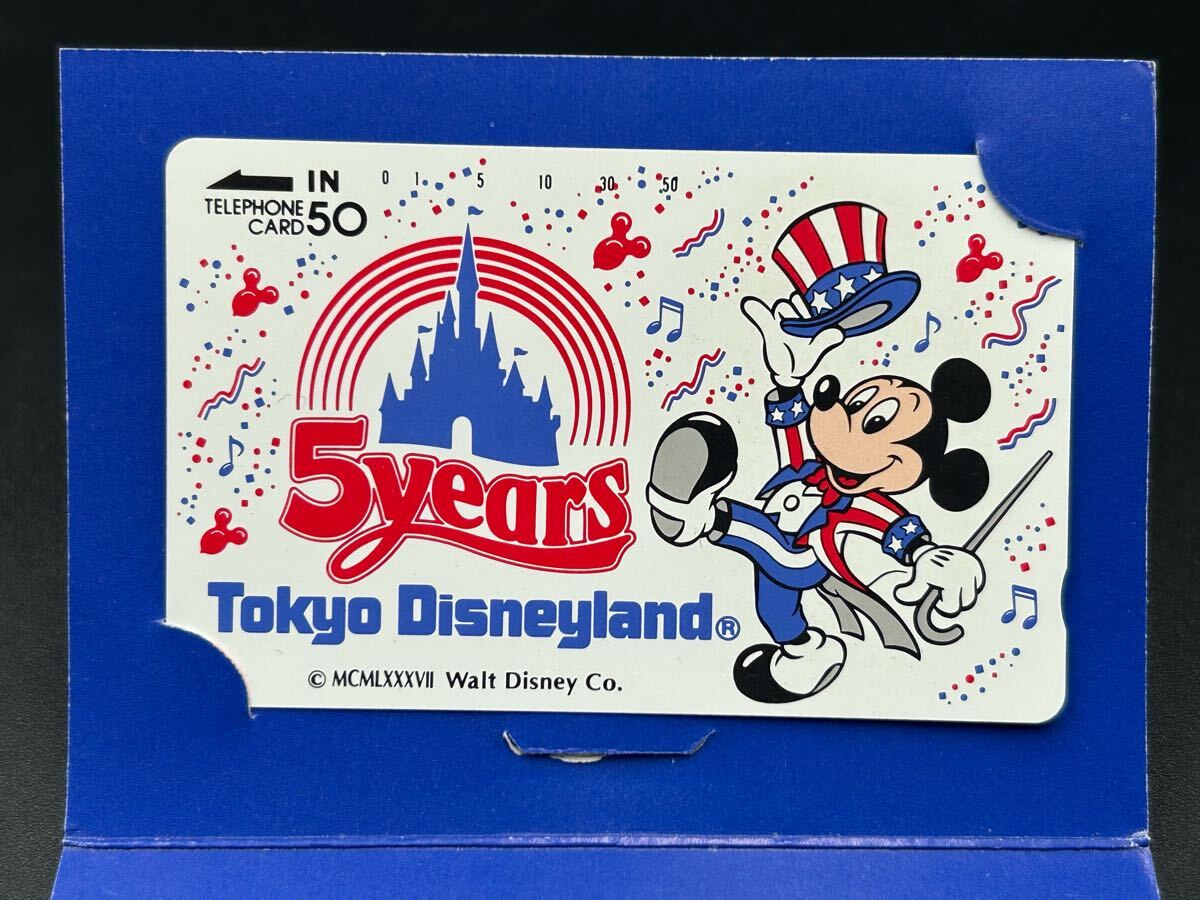 IN
0 1 5 10 30 50
TELEPHONE
CARD 50
5years
Tokyo Disneyland®
© MCMLXXXVII Walt Disney Co.